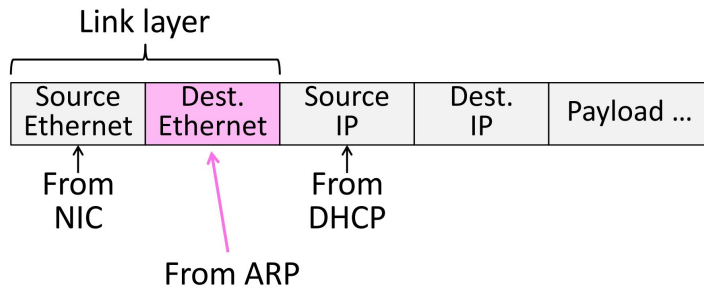 Link layer
Source
Ethernet
Dest.
Ethernet
Source
IP
Dest.
IP
Payload ...
From
NIC
From
DHCP
From ARP